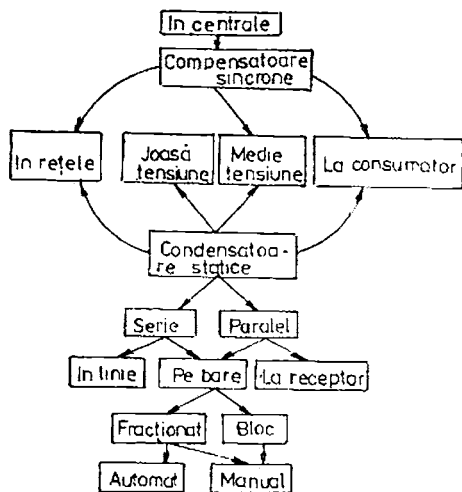 In centrale
Compensatoare
sincrone
In rețele
Joasă
tensiune
Medie
tensiune
La consumator
Condensatoa-
re statice
Serie
Paralel
In linie
Pe bare
La receptor
Fracționat
Bloc
Automat
Manual